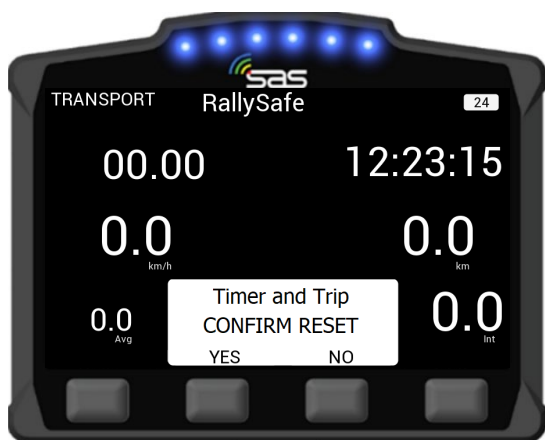 sas
TRANSPORT RallySafe 24
00.00 12:23:15
0.0 km/h 0.0 km
0.0 Avg 0.0 Int
Timer and Trip
CONFIRM RESET
YES NO